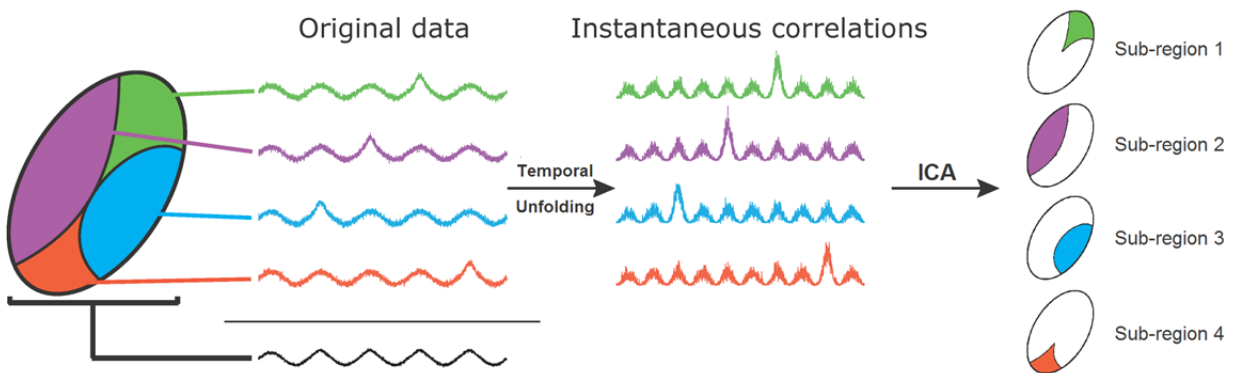 Original data
Instantaneous correlations
Sub-region 1
Sub-region 2
Temporal
Unfolding
ICA
Sub-region 3
Sub-region 4